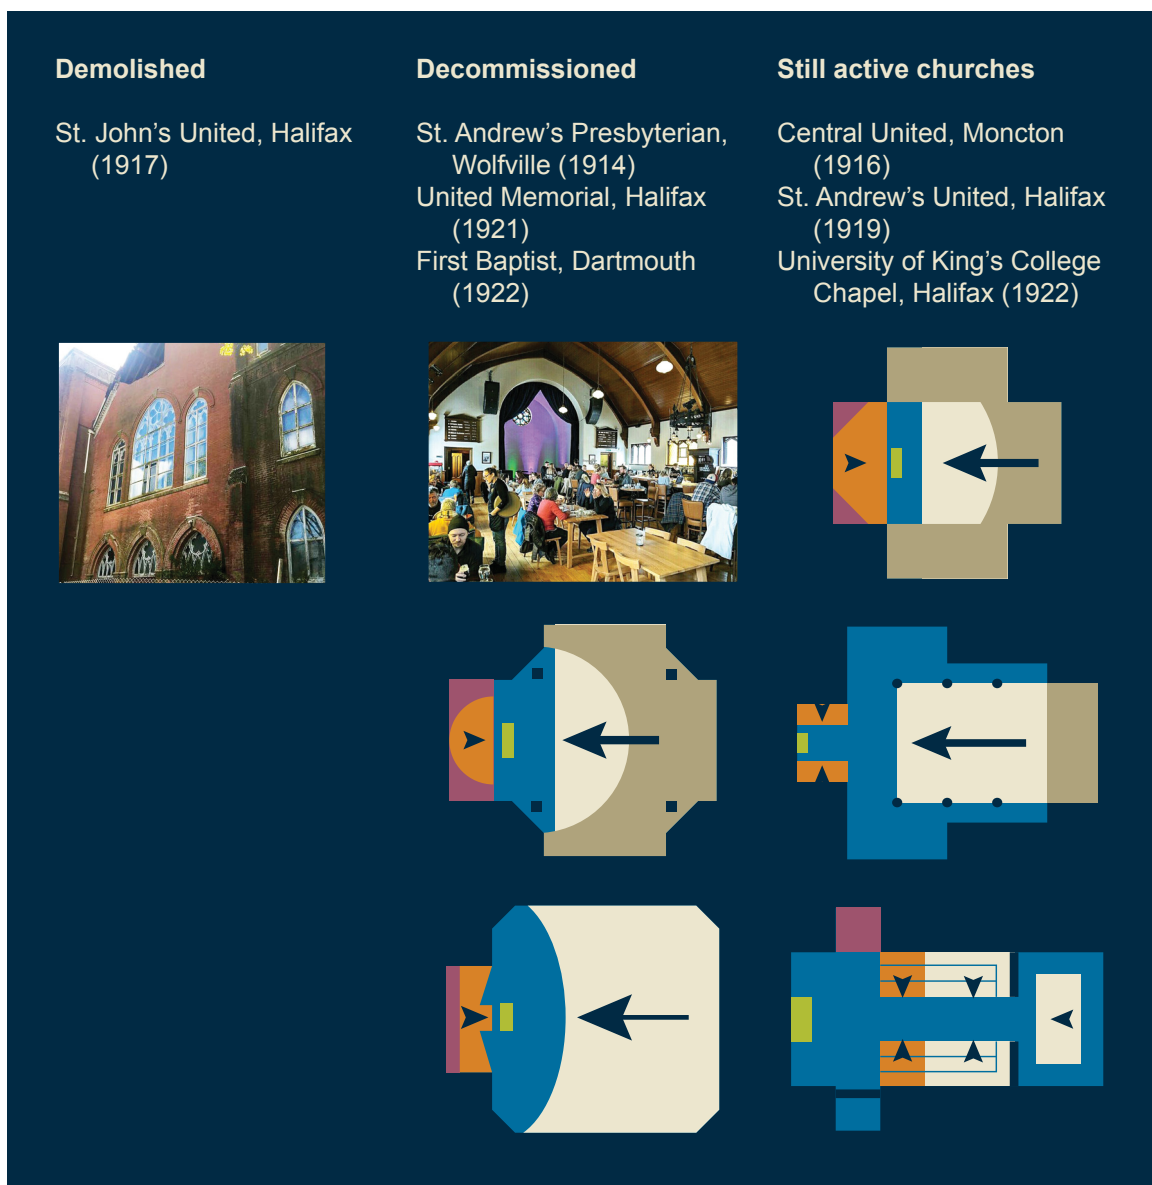 Demolished
St. John’s United, Halifax
(1917)
Decommissioned
St. Andrew’s Presbyterian,
Wolfville (1914)
United Memorial, Halifax
(1921)
First Baptist, Dartmouth
(1922)
Still active churches
Central United, Moncton
(1916)
St. Andrew’s United, Halifax
(1919)
University of King’s College
Chapel, Halifax (1922)